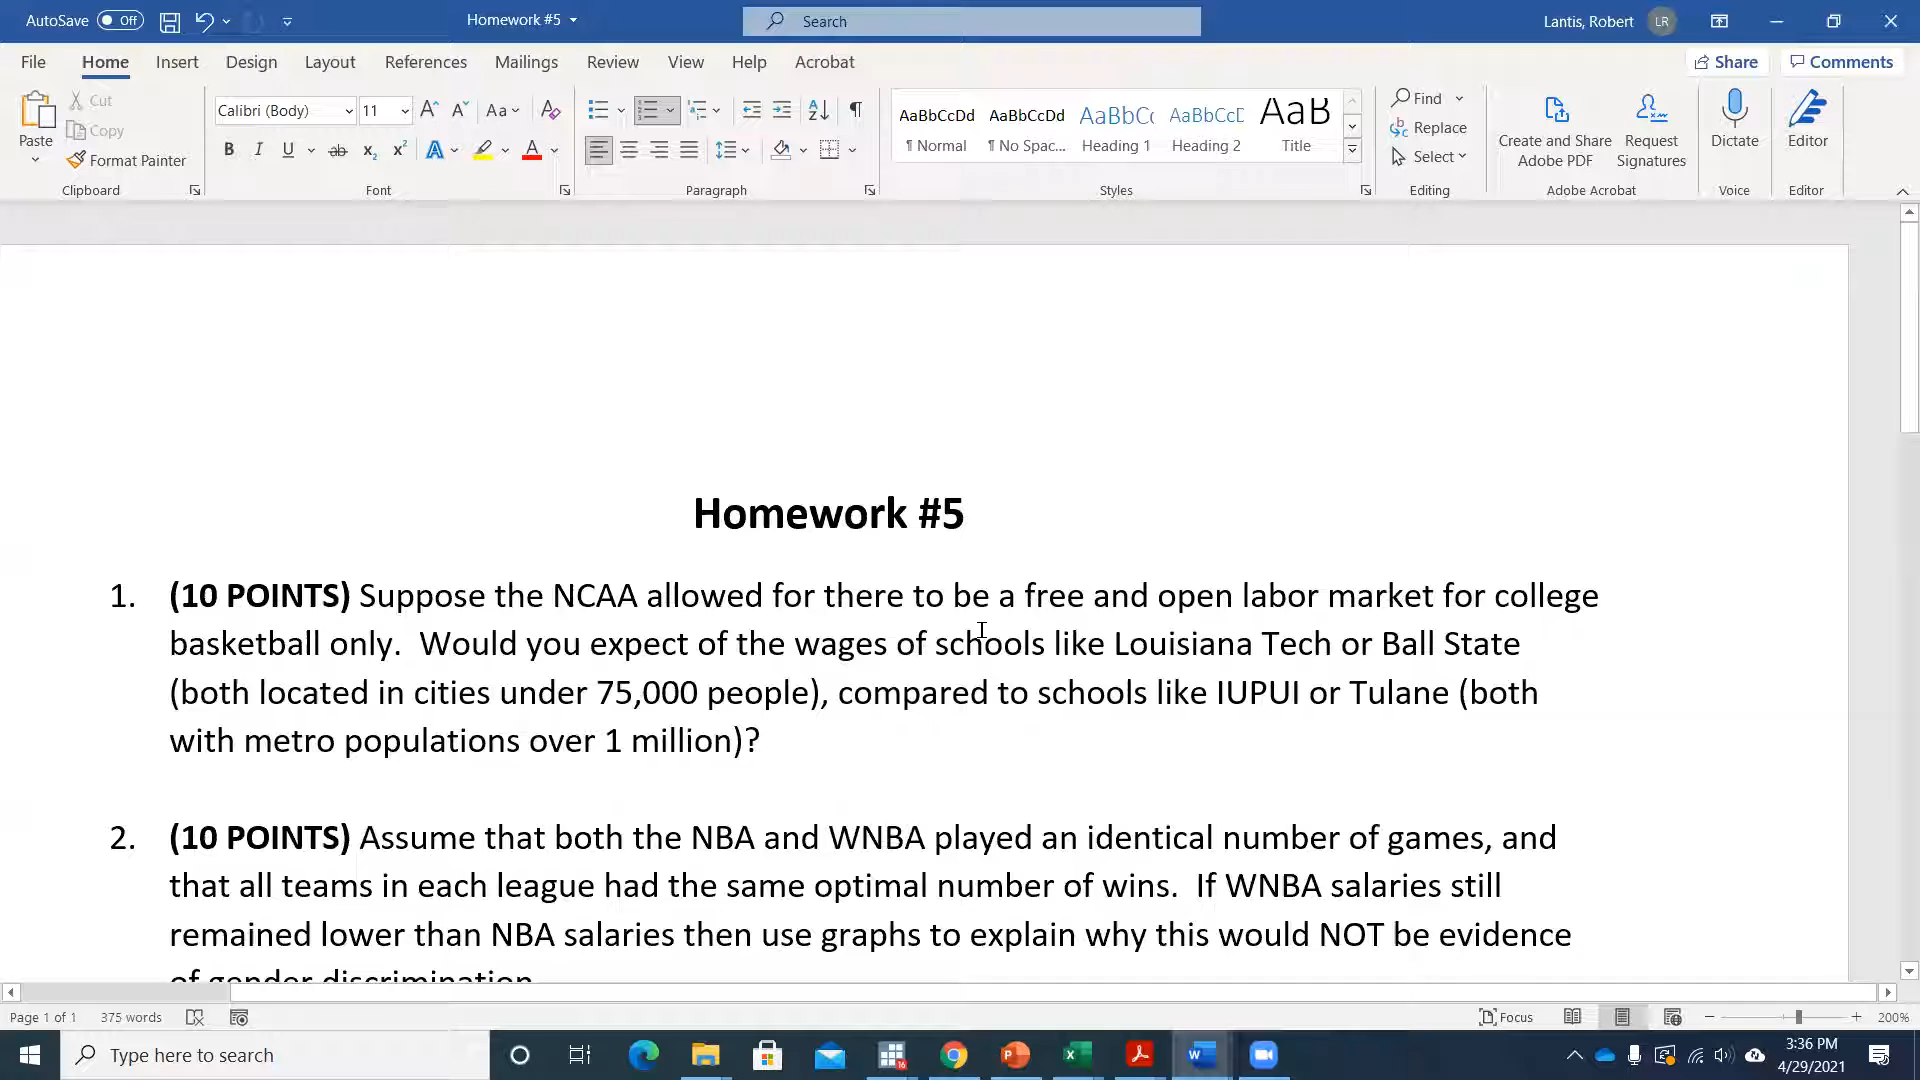 AutoSave Off Homework #5 Search Lantis, Robert LR
File Home Insert Design Layout References Mailings Review View Help Acrobat Share Comments
Paste Cut Copy Format Painter Clipboard
Calibri (Body) 11 Aa B I U ab x₂ x² A A Font
Paragraph
AaBbCcDd ¶ Normal
AaBbCcDd ¶ No Spac...
AaBbCc Heading 1
AaBbCcD Heading 2
AaB Title
Styles
Find Replace Select Editing
Create and Share Adobe PDF Request Signatures Adobe Acrobat
Dictate Voice
Editor Editor
Homework #5
1. (10 POINTS) Suppose the NCAA allowed for there to be a free and open labor market for college
basketball only. Would you expect of the wages of schools like Louisiana Tech or Ball State
(both located in cities under 75,000 people), compared to schools like IUPUI or Tulane (both
with metro populations over 1 million)?
2. (10 POINTS) Assume that both the NBA and WNBA played an identical number of games, and
that all teams in each league had the same optimal number of wins. If WNBA salaries still
remained lower than NBA salaries then use graphs to explain why this would NOT be evidence
of gender discrimination.
Page 1 of 1 375 words Focus 200%
Type here to search 16 3:36 PM
4/29/2021